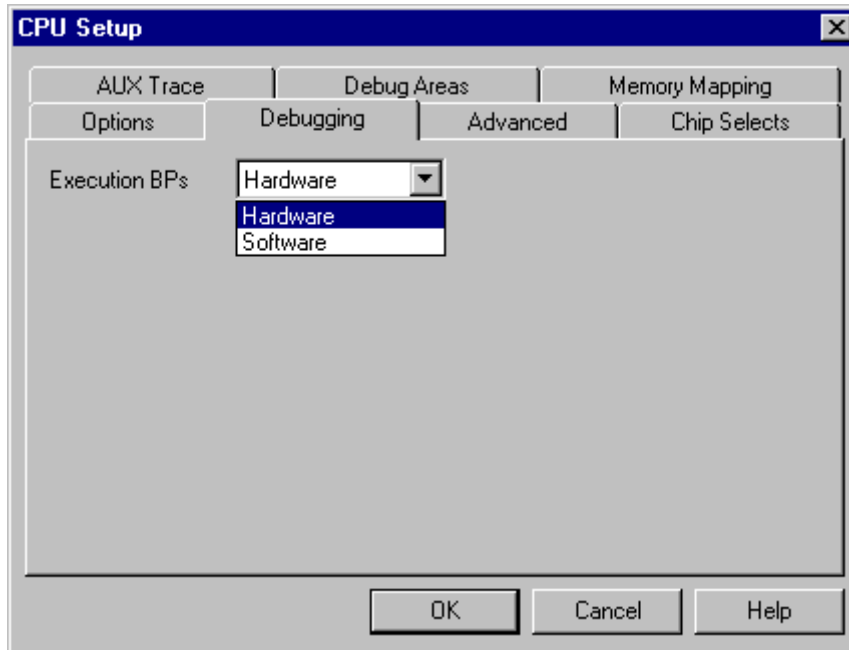 CPU Setup
AUX Trace Debug Areas Memory Mapping
Options Debugging Advanced Chip Selects
Execution BPs Hardware
Hardware
Software
OK Cancel Help